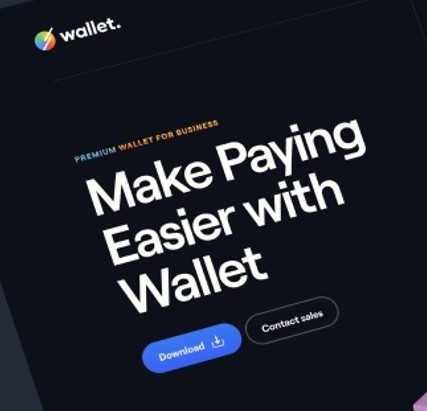 wallet.
PREMIUM WALLET FOR BUSINESS
Make Paying
Easier with
Wallet
Download
Contact sales